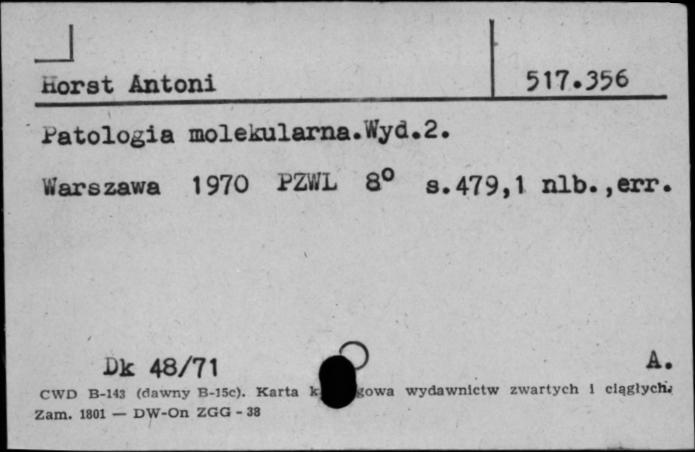 Horst Antoni 517.356
Patologia molekularna.Wyd.2.
Warszawa 1970 PZWL 8° s.479,1 nlb.,err.
Dk 48/71 A.
CWD B-143 (dawny B-15c). Karta wydawnictw zwartych i ciągłych.
Zam. 1801 — DW-On ZGG - 38